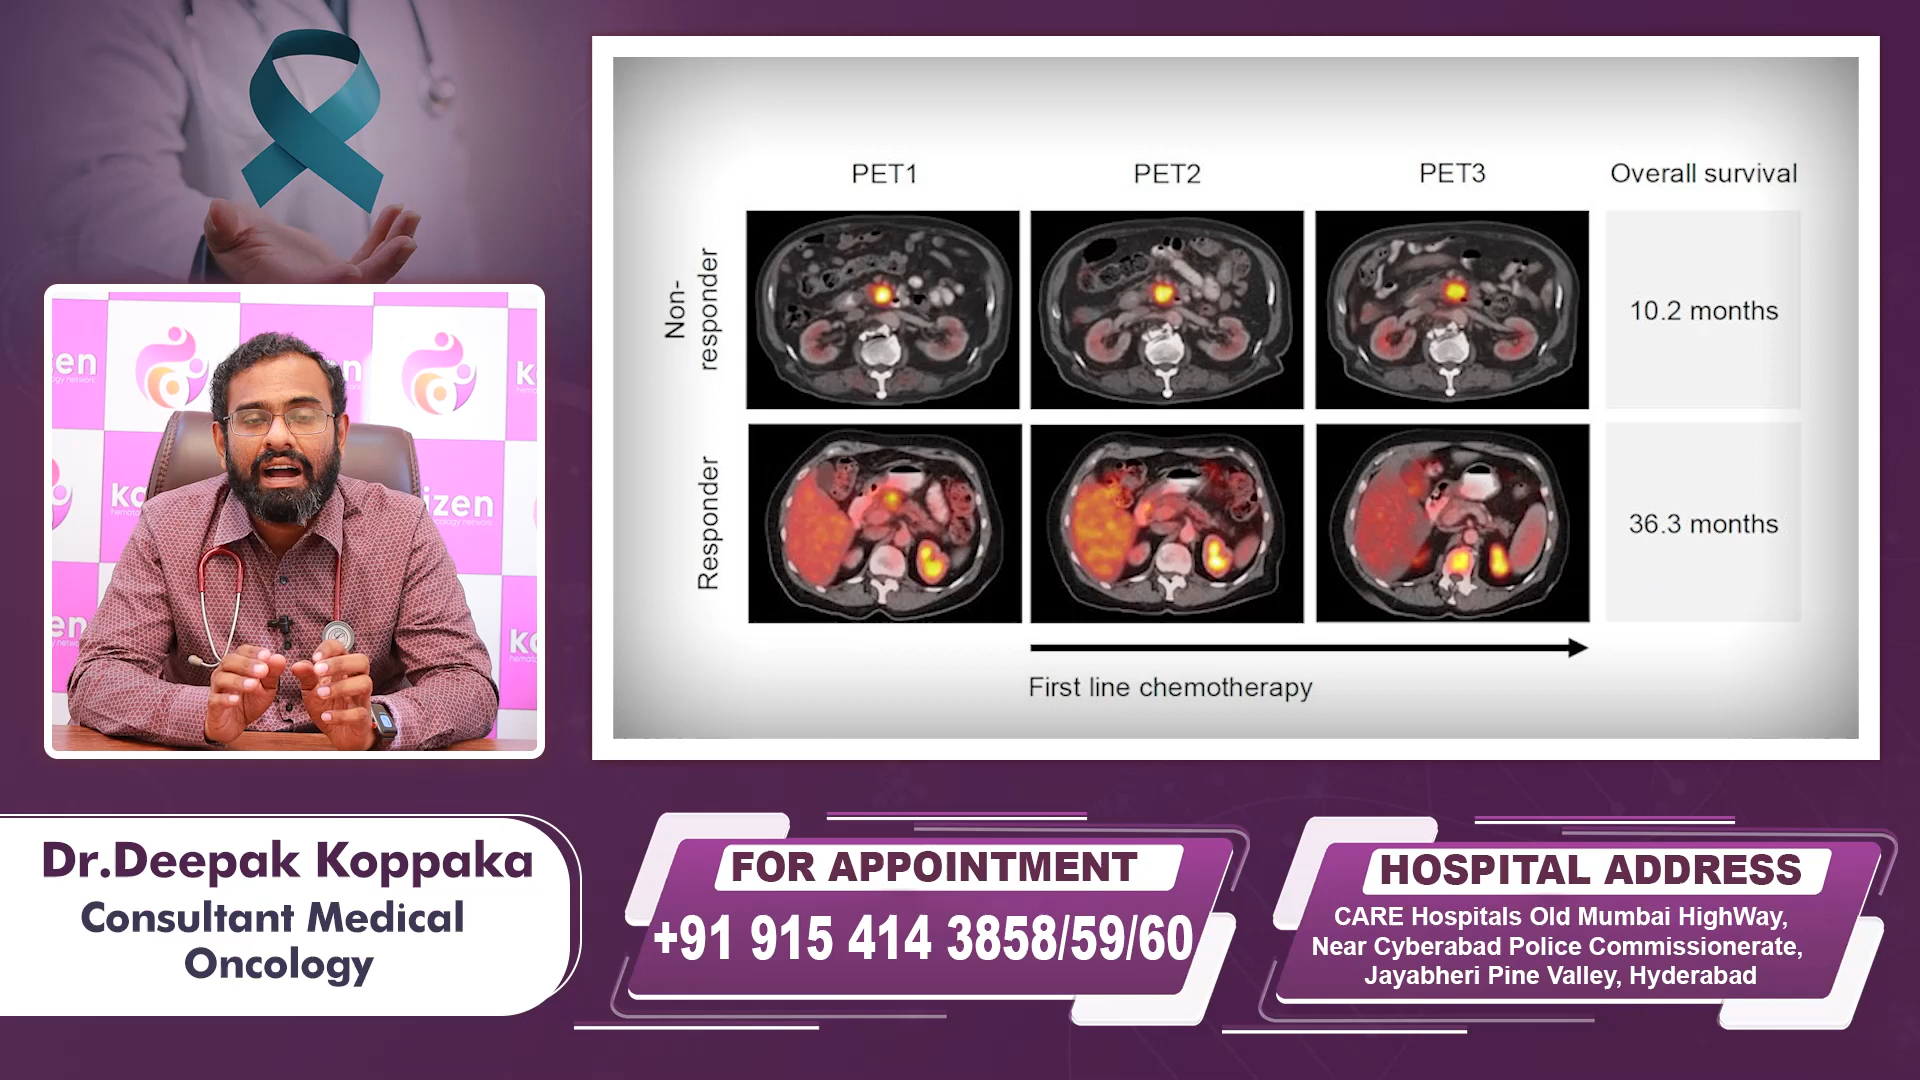 PET1
PET2
PET3
Overall survival
Non-
responder
10.2 months
Responder
36.3 months
First line chemotherapy
zen
kaizen
Dr.Deepak Koppaka
Consultant Medical
Oncology
FOR APPOINTMENT
+91 915 414 3858/59/60
HOSPITAL ADDRESS
CARE Hospitals Old Mumbai HighWay,
Near Cyberabad Police Commissionerate,
Jayabheri Pine Valley, Hyderabad